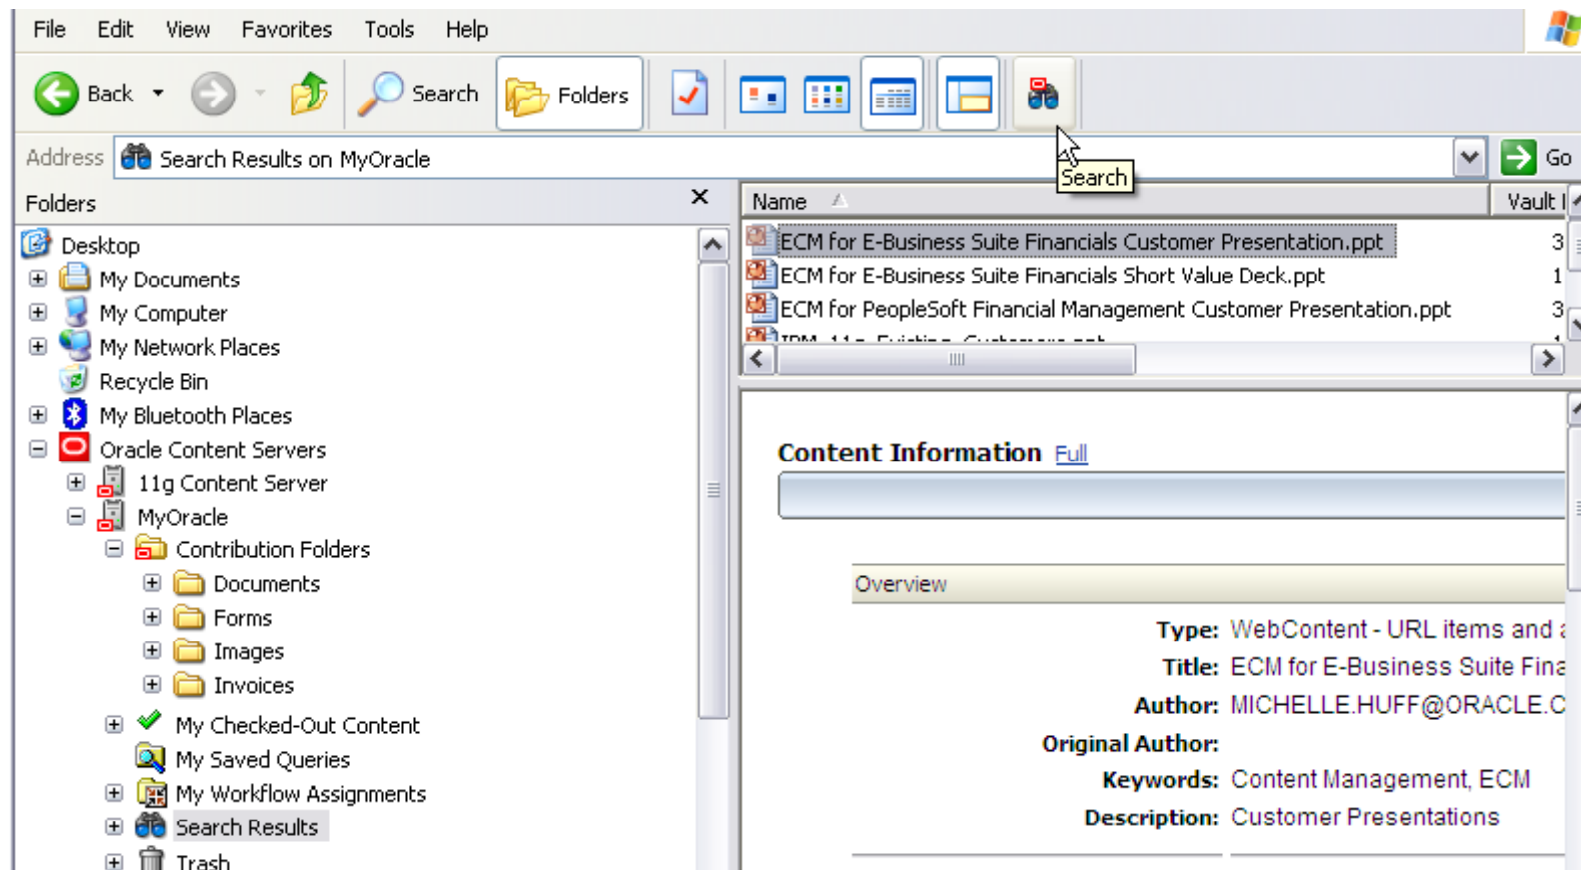 File Edit View Favorites Tools Help
Back Search Folders
Address Search Results on MyOracle Go
Search
Folders
Desktop
My Documents
My Computer
My Network Places
Recycle Bin
My Bluetooth Places
Oracle Content Servers
11g Content Server
MyOracle
Contribution Folders
Documents
Forms
Images
Invoices
My Checked-Out Content
My Saved Queries
My Workflow Assignments
Search Results
Trash
Name Vault
ECM for E-Business Suite Financials Customer Presentation.ppt 3
ECM for E-Business Suite Financials Short Value Deck.ppt 1
ECM for PeopleSoft Financial Management Customer Presentation.ppt 3
Content Information Full
Overview
Type: WebContent - URL items and a
Title: ECM for E-Business Suite Fina
Author: MICHELLE.HUFF@ORACLE.C
Original Author:
Keywords: Content Management, ECM
Description: Customer Presentations